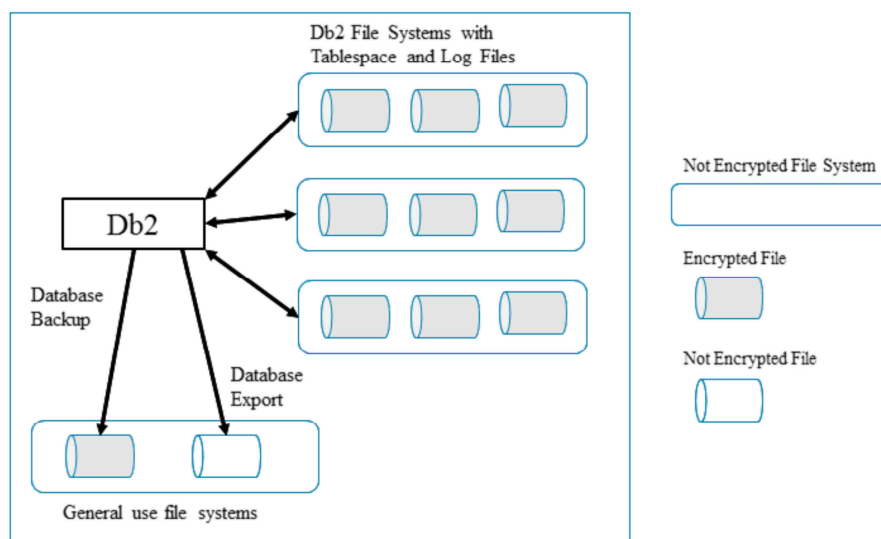 Db2 File Systems with
Tablespace and Log Files
Db2
Database
Backup
Database
Export
General use file systems
Not Encrypted File System
Encrypted File
Not Encrypted File